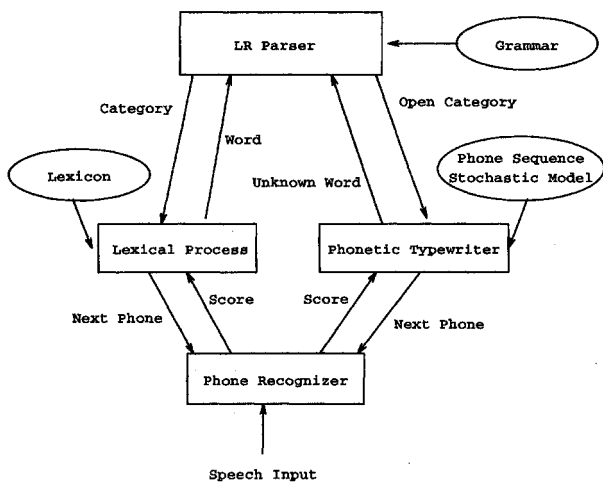 LR Parser
Grammar
Category
Open Category
Word
Lexicon
Unknown Word
Phone Sequence
Stochastic Model
Lexical Process
Phonetic Typewriter
Score
Score
Next Phone
Next Phone
Phone Recognizer
Speech Input